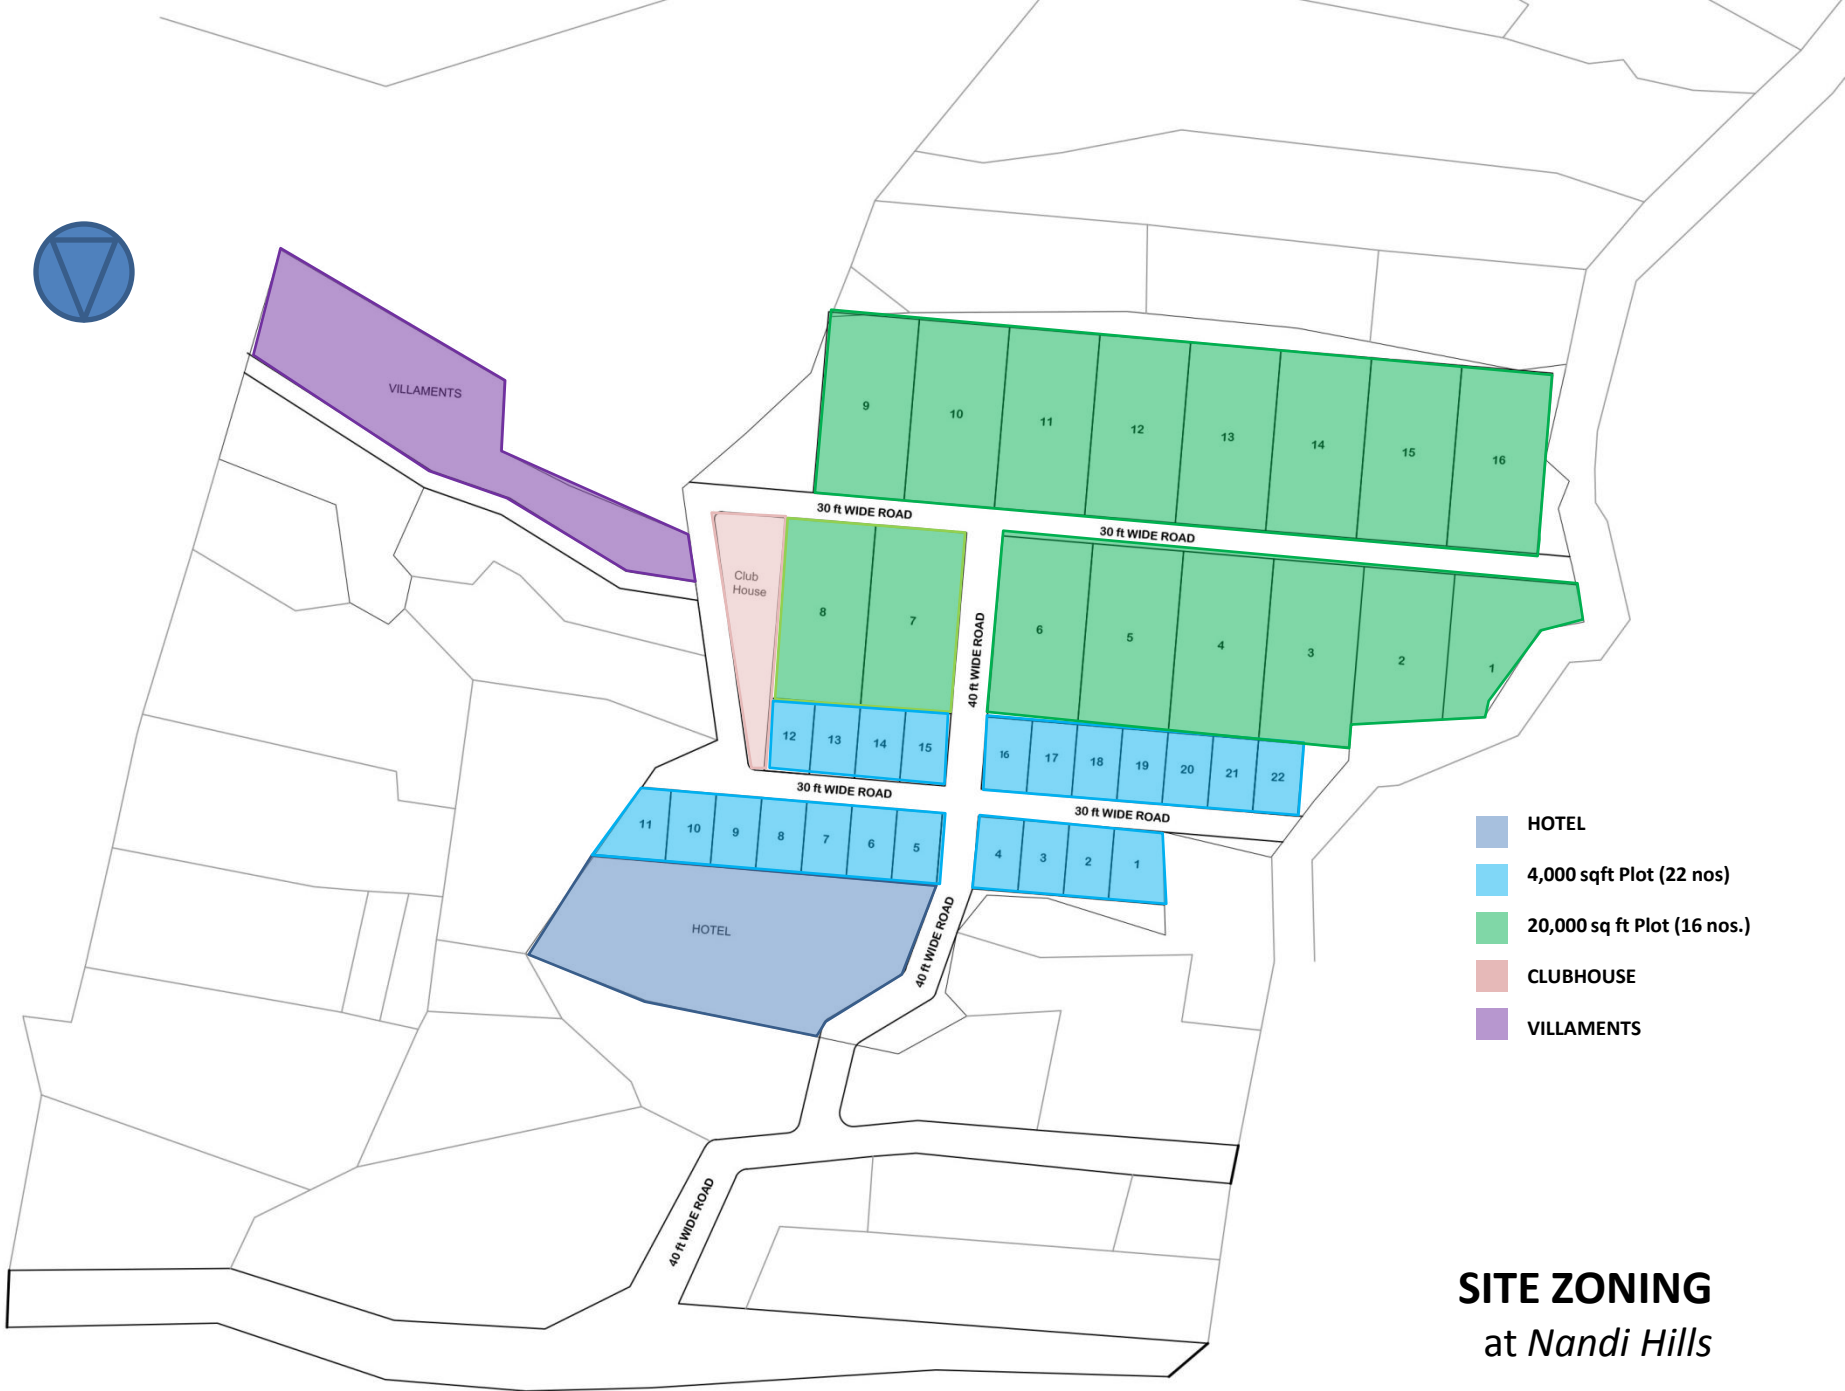 VILLAMENTS
9
10
11
12
13
14
15
16
30 ft WIDE ROAD
30 ft WIDE ROAD
Club
House
8
7
40 ft WIDE ROAD
6
5
4
3
2
1
12
13
14
15
16
17
18
19
20
21
22
30 ft WIDE ROAD
30 ft WIDE ROAD
11
10
9
8
7
6
5
4
3
2
1
HOTEL
40 ft WIDE ROAD
40 ft WIDE ROAD
HOTEL
4,000 sqft Plot (22 nos)
20,000 sq ft Plot (16 nos.)
CLUBHOUSE
VILLAMENTS
SITE ZONING
at Nandi Hills